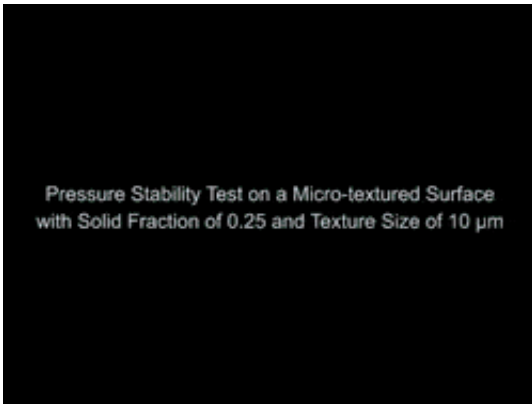 Pressure Stability Test on a Micro-textured Surface
with Solid Fraction of 0.25 and Texture Size of 10 μm